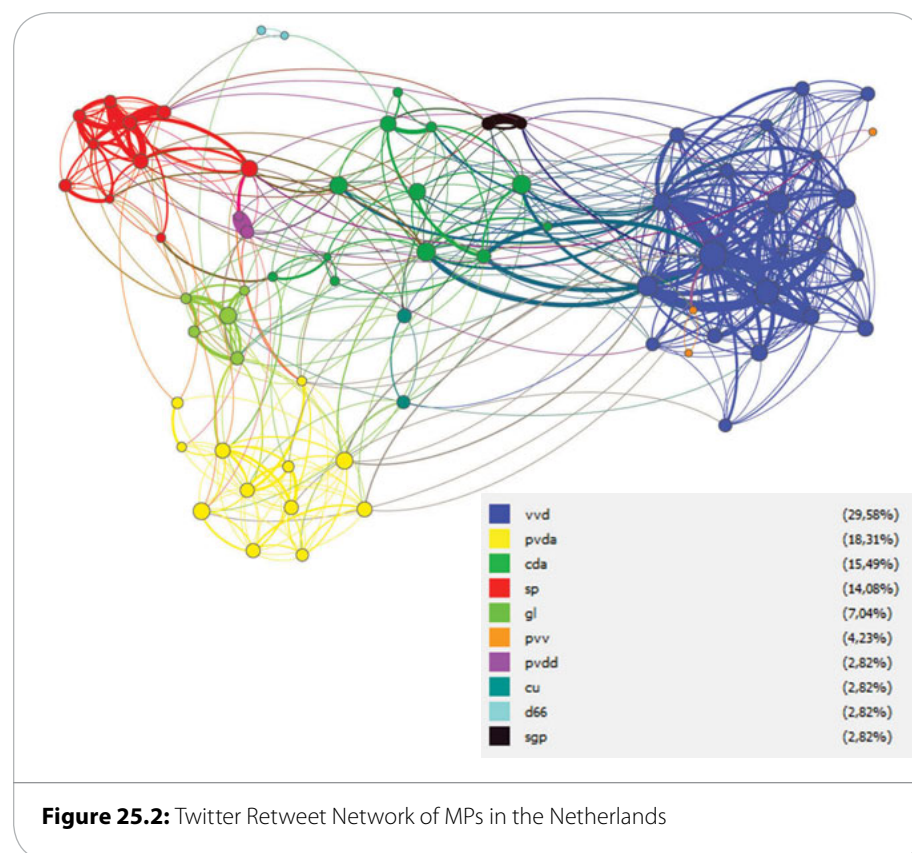 vvd (29,58%)
pvda (18,31%)
cda (15,49%)
sp (14,08%)
gl (7,04%)
pvv (4,23%)
pvdd (2,82%)
cu (2,82%)
d66 (2,82%)
sgp (2,82%)
Figure 25.2: Twitter Retweet Network of MPs in the Netherlands